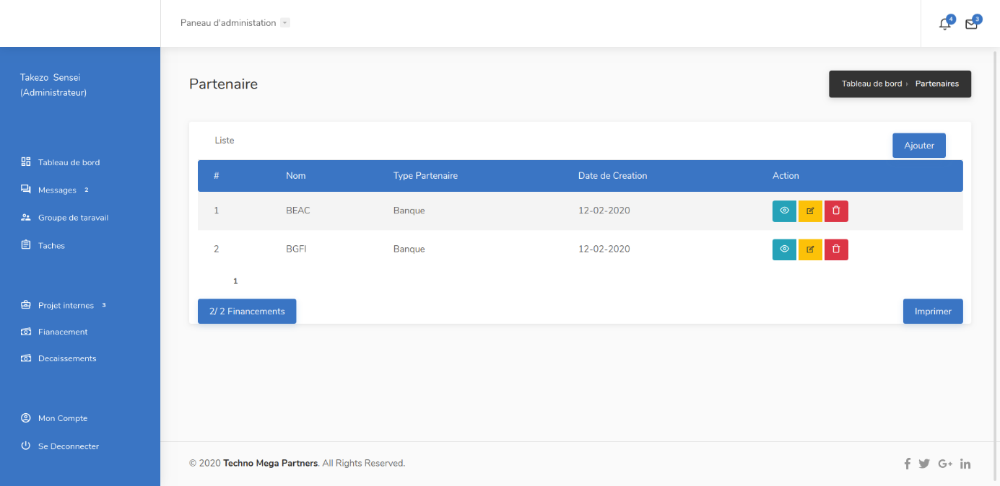 Paneau d'administation
4
3
Takezo Sensei
(Administrateur)
Tableau de bord
Messages 2
Groupe de taravail
Taches
Projet internes 3
Fianacement
Decaissements
Mon Compte
Se Deconnecter
Partenaire
Tableau de bord › Partenaires
Liste
Ajouter
# Nom Type Partenaire Date de Creation Action
1 BEAC Banque 12-02-2020
2 BGFI Banque 12-02-2020
1
2/ 2 Financements
Imprimer
© 2020 Techno Mega Partners. All Rights Reserved.